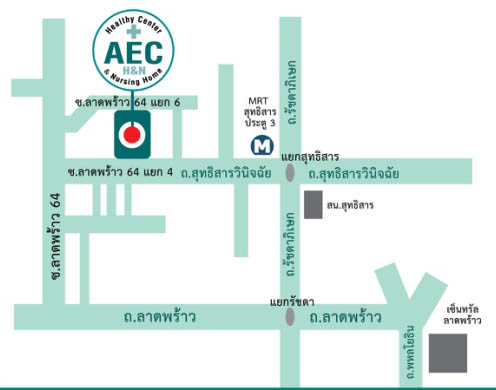 Healthy Center
AEC
H&N
& Nursing Home
ซ.ลาดพร้าว 64 แยก 6
MRT
สุทธิสาร
ประตู 3
M
ถ.รัชดาภิเษก
แยกสุทธิสาร
ซ.ลาดพร้าว 64 แยก 4
ถ.สุทธิสารวินิจฉัย
ถ.สุทธิสารวินิจฉัย
สน.สุทธิสาร
ซ.ลาดพร้าว 64
ถ.รัชดาภิเษก
แยกรัชดา
ถ.ลาดพร้าว
ถ.ลาดพร้าว
เซ็นทรัล
ลาดพร้าว
ถ.พหลโยธิน